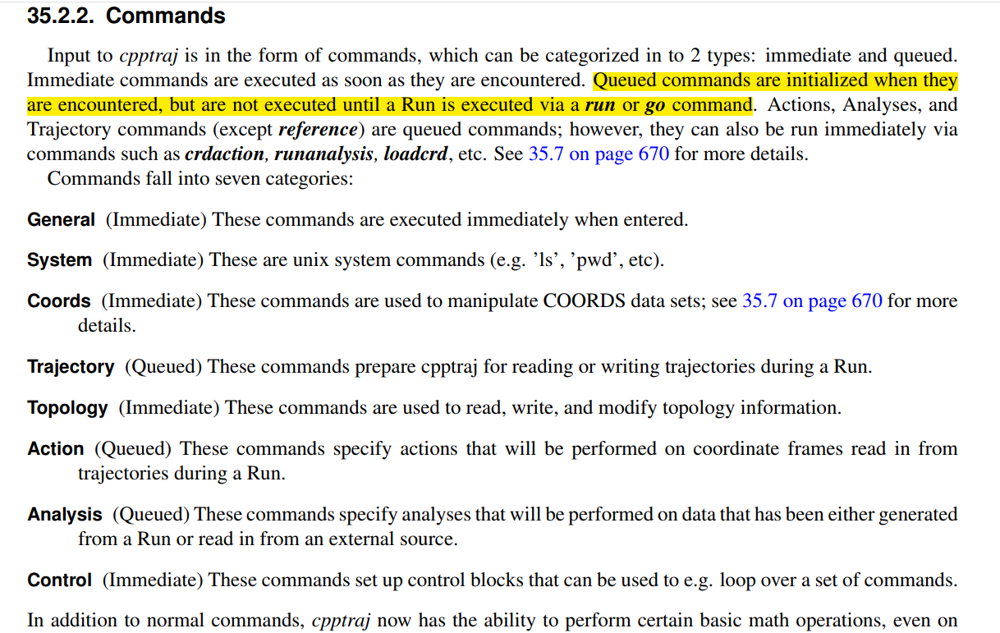 35.2.2. Commands
Input to cpptraj is in the form of commands, which can be categorized in to 2 types: immediate and queued.
Immediate commands are executed as soon as they are encountered. Queued commands are initialized when they
are encountered, but are not executed until a Run is executed via a run or go command. Actions, Analyses, and
Trajectory commands (except reference) are queued commands; however, they can also be run immediately via
commands such as crdaction, runanalysis, loadcrd, etc. See 35.7 on page 670 for more details.
Commands fall into seven categories:
General (Immediate) These commands are executed immediately when entered.
System (Immediate) These are unix system commands (e.g. ’ls’, ’pwd’, etc).
Coords (Immediate) These commands are used to manipulate COORDS data sets; see 35.7 on page 670 for more
details.
Trajectory (Queued) These commands prepare cpptraj for reading or writing trajectories during a Run.
Topology (Immediate) These commands are used to read, write, and modify topology information.
Action (Queued) These commands specify actions that will be performed on coordinate frames read in from
trajectories during a Run.
Analysis (Queued) These commands specify analyses that will be performed on data that has been either generated
from a Run or read in from an external source.
Control (Immediate) These commands set up control blocks that can be used to e.g. loop over a set of commands.
In addition to normal commands, cpptraj now has the ability to perform certain basic math operations, even on